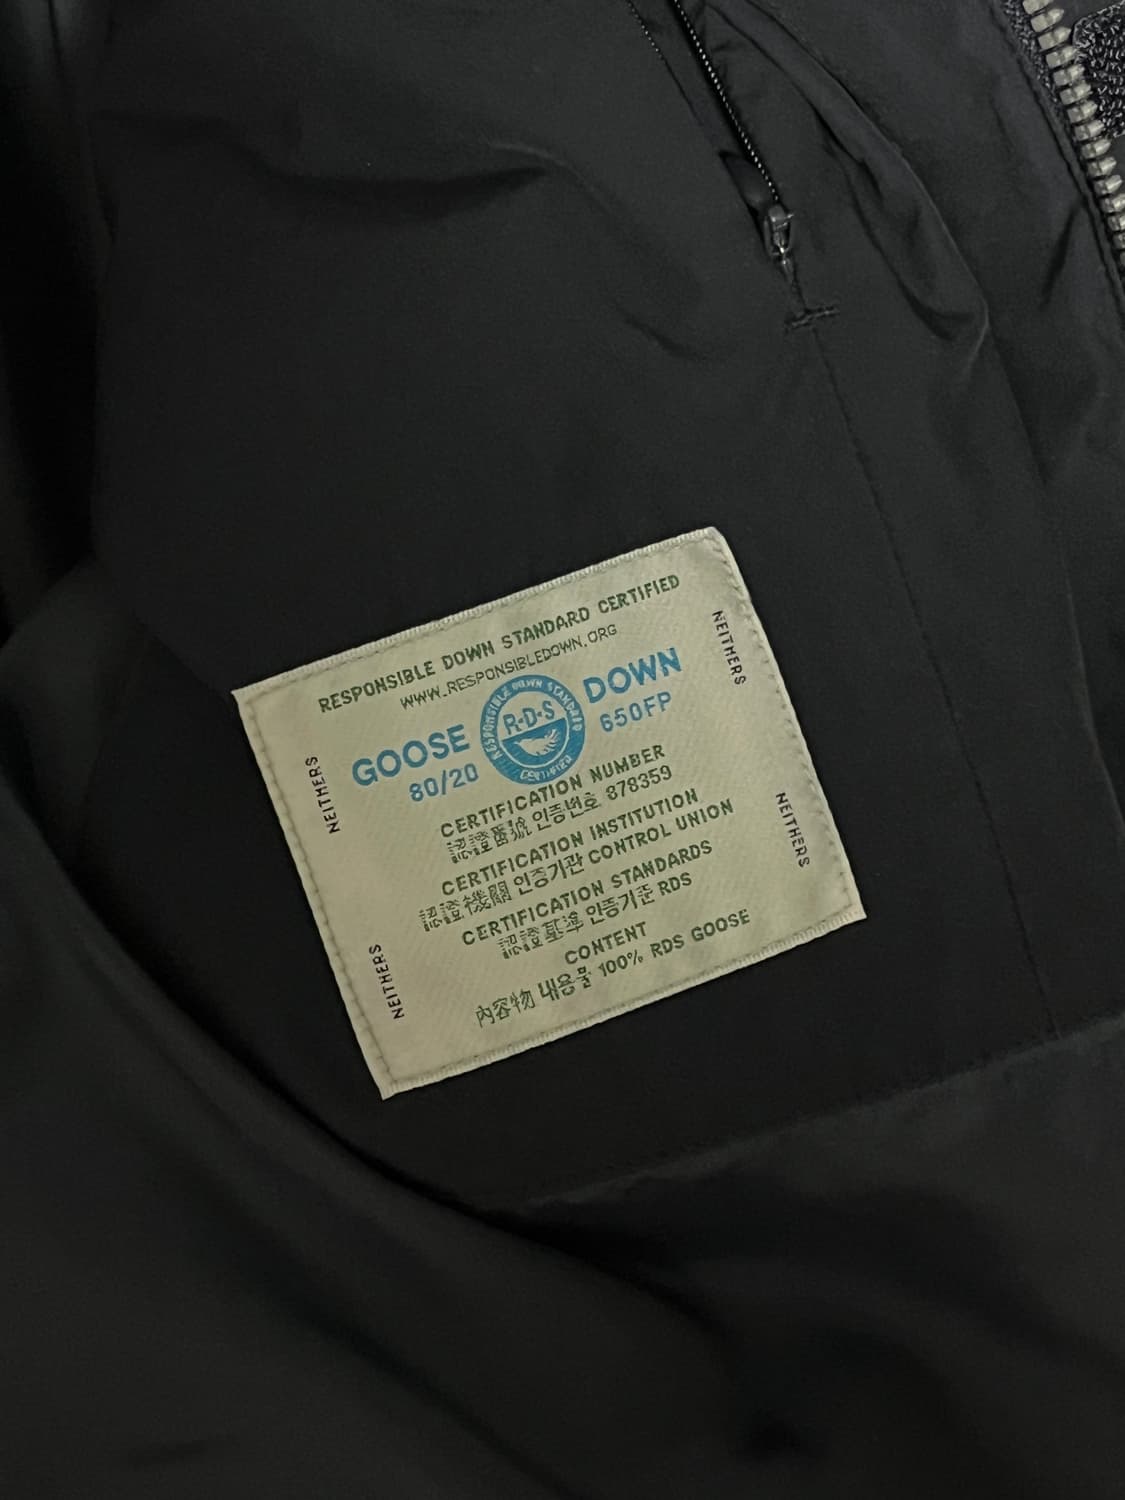 RESPONSIBLE DOWN STANDARD CERTIFIED
WWW.RESPONSIBLEDOWN.ORG
GOOSE DOWN
80/20 650FP
RESPONSIBLE DOWN STANDARD
R·D·S
CERTIFIED
CERTIFICATION NUMBER
認證番號 인증번호 878359
CERTIFICATION INSTITUTION
認證機關 인증기관 CONTROL UNION
CERTIFICATION STANDARDS
認證基準 인증기준 RDS
CONTENT
內容物 내용물 100% RDS GOOSE
NEITHERS
NEITHERS
NEITHERS
NEITHERS